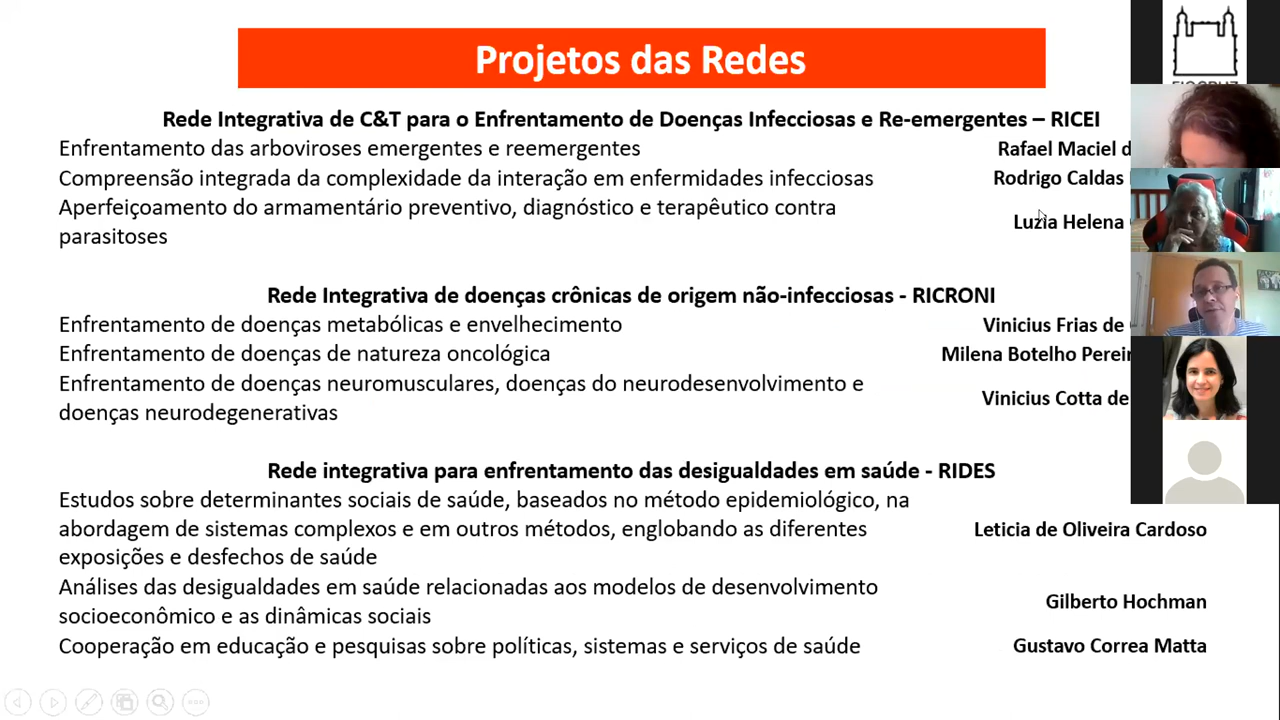 Projetos das Redes
Rede Integrativa de C&T para o Enfrentamento de Doenças Infecciosas e Re-emergentes – RICEI
Enfrentamento das arboviroses emergentes e reemergentes Rafael Maciel d
Compreensão integrada da complexidade da interação em enfermidades infecciosas Rodrigo Caldas
Aperfeiçoamento do armamentário preventivo, diagnóstico e terapêutico contra
parasitoses
Luzia Helena
Rede Integrativa de doenças crônicas de origem não-infecciosas - RICRONI
Enfrentamento de doenças metabólicas e envelhecimento Vinicius Frias de
Enfrentamento de doenças de natureza oncológica Milena Botelho Pereir
Enfrentamento de doenças neuromusculares, doenças do neurodesenvolvimento e
doenças neurodegenerativas
Vinicius Cotta de
Rede integrativa para enfrentamento das desigualdades em saúde - RIDES
Estudos sobre determinantes sociais de saúde, baseados no método epidemiológico, na
abordagem de sistemas complexos e em outros métodos, englobando as diferentes
exposições e desfechos de saúde
Leticia de Oliveira Cardoso
Análises das desigualdades em saúde relacionadas aos modelos de desenvolvimento
socioeconômico e as dinâmicas sociais
Gilberto Hochman
Cooperação em educação e pesquisas sobre políticas, sistemas e serviços de saúde Gustavo Correa Matta